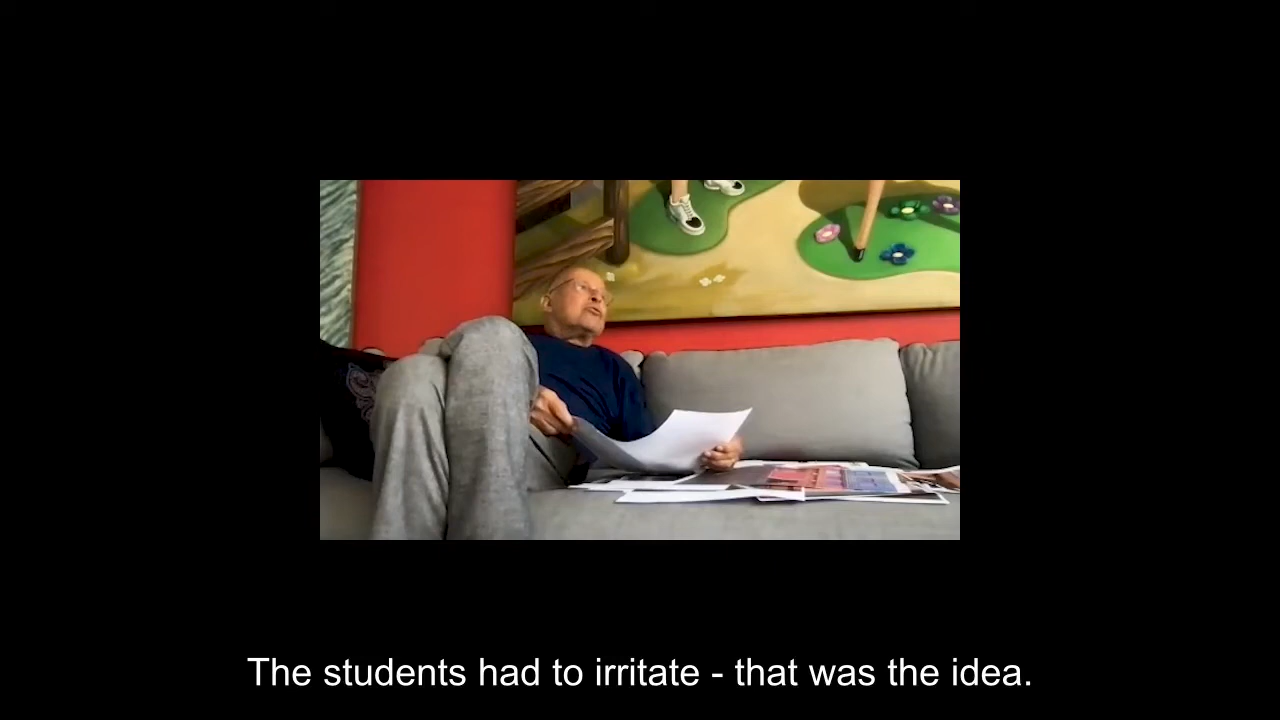 The students had to irritate - that was the idea.